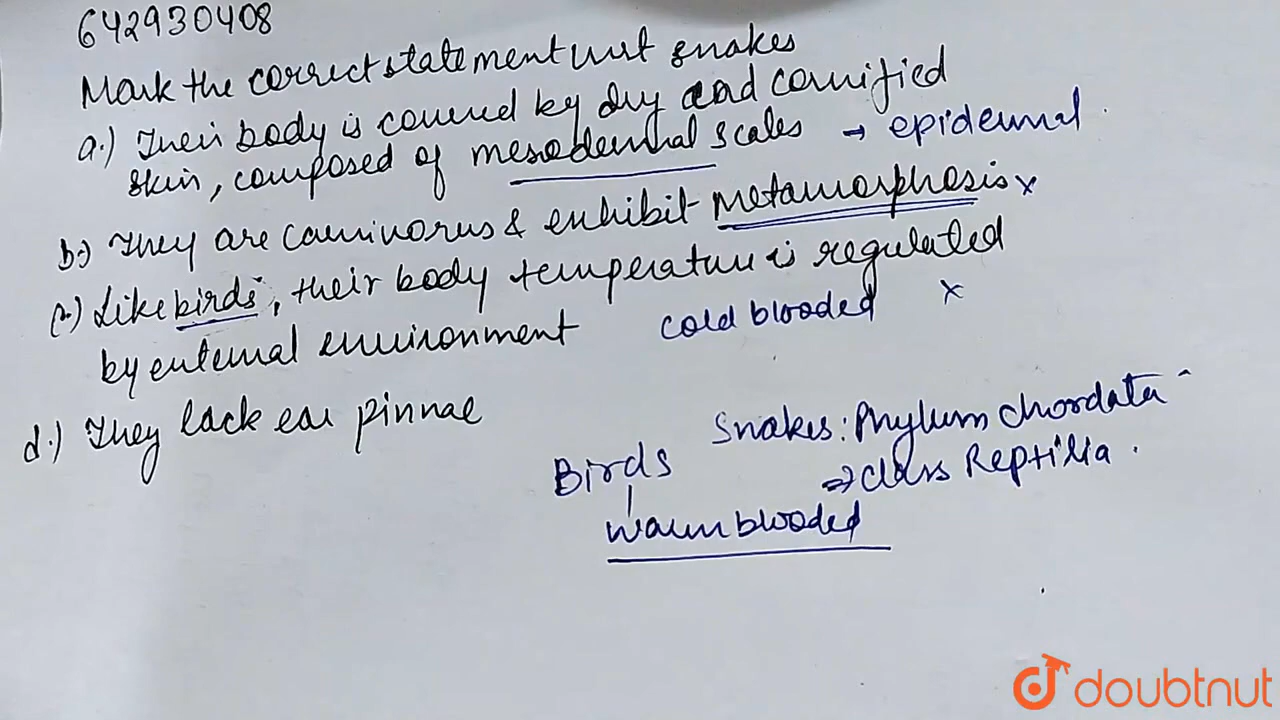 642930408
Mark the correct statement wrt snakes
a.) Their body is covered by dry and cornified
skin, composed of mesodermal scales → epidermal.
b.) They are carnivorus & exhibit metamorphosis x
(c.) Like birds, their body temperature is regulated
by external environment cold blooded x
d.) They lack ear pinnae
Snakes: Phylum chordata
Birds ⇒ class Reptilia.
warm blooded
doubtnut